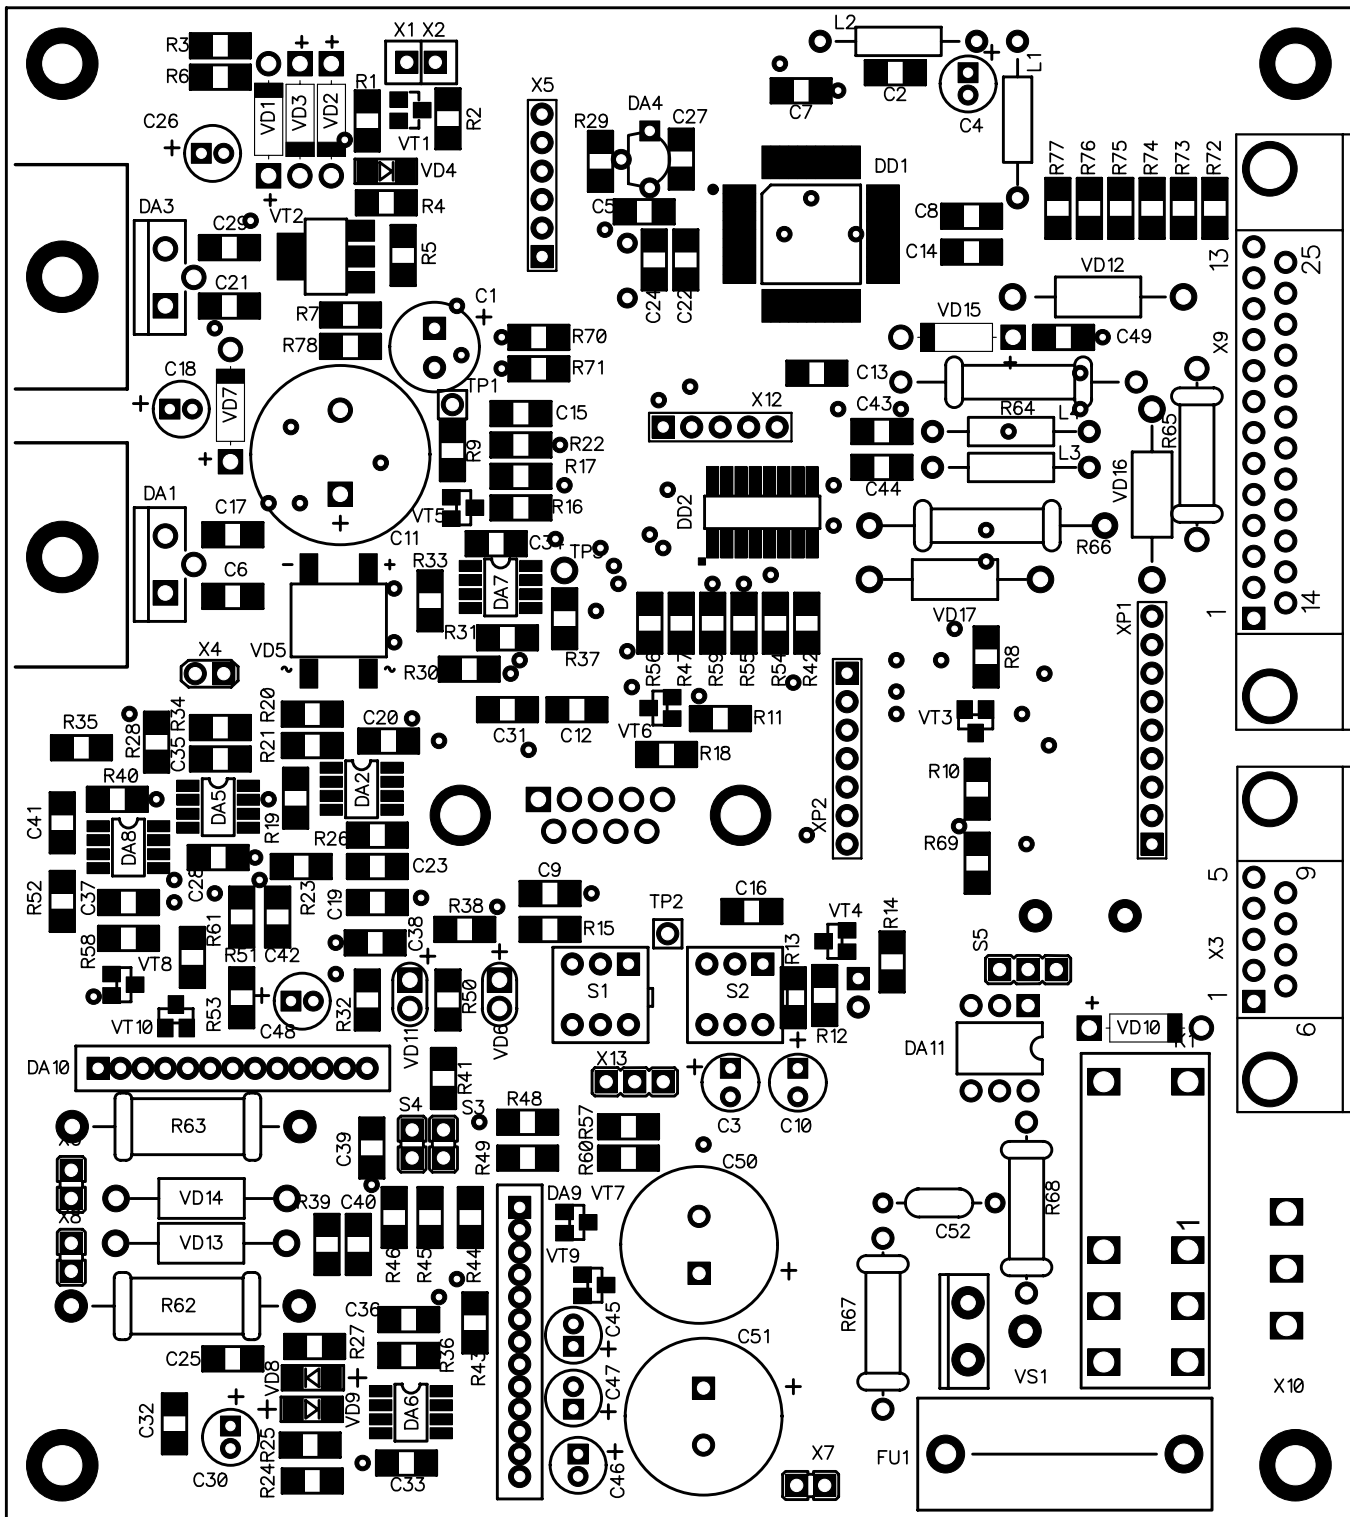 L2
X1 X2
R3
+ +
+
L1
R6
X5
R1
DA4
C27
C2
C7
C26
VD1
VD3
VD2
R2
R29
C4
+
VT1
R77
R76
R75
R74
R73
R72
VD4
DD1
DA3
+
VT2
R4
C5
C8
C29
R5
C14
13
25
VD12
C21
C24
C22
C1
+
R7
VD15
R78
R70
C49
X9
C18
+
R71
+
C13
TP1
VD7
X12
C43
R64
L4
R65
C15
R22
R9
+
L3
R17
VD16
DA1
C44
C17
R16
VT5
DD2
+
C11
C34
R66
R33
TP3
- +
C6
DA7
VD17
XP1
1
14
R31
VD5
R37
R8
X4
~ ~
R30
R56
R47
R59
R55
R54
R42
R20
R34
R35
R28
C35
R21
C20
C31
C12
VT6
R11
VT3
R18
R40
DA5
DA2
R10
C41
R19
XP2
DA8
R26
R69
C28
C23
C9
5
9
R52
C37
R23
C19
C16
R61
R38
TP2
R14
R58
R51
C42
C38
R15
VT4
S5
X3
VT8
+
+
R13
+
R53
R32
R50
S1
S2
1
+
VT10
C48
VD11
VD6
R12
VD10
6
DA10
X13
+
+
DA11
K1
R41
R63
S4
S3
R48
R57
C3
C10
C39
R49
R60
C50
VD14
R39
C40
DA9
VT7
R68
R46
R45
R44
C52
VD13
VT9
+
1
R62
C36
C45
+
R67
C51
C25
R27
R36
R43
VD8
+
C47
+
+
VS1
X10
C32
+
+
VD9
DA6
R25
+
C46
X7
FU1
C30
R24
C33